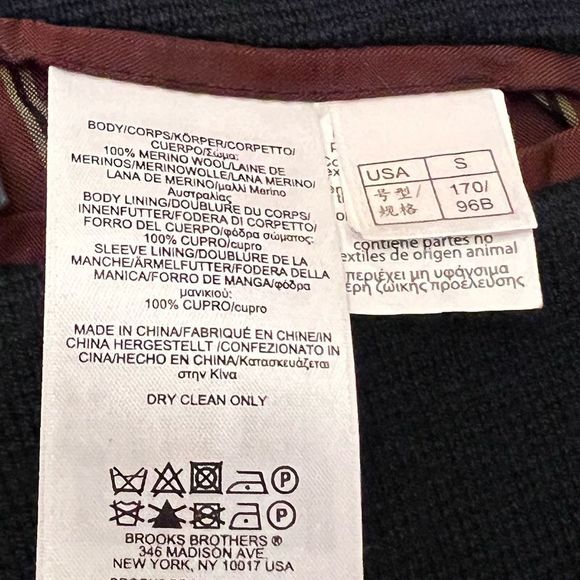 BODY/CORPS/KÖRPER/CORPETTO/
CUERPO/Σωμα:
100% MERINO WOOL/LAINE DE
MERINOS/MERINOWOLLE/LANA MERINO/
LANA DE MERINO/μαλλι Merino
Αυστραλίας
BODY LINING/DOUBLURE DU CORPS/
INNENFUTTER/FODERA DI CORPETTO/
FORRO DEL CUERPO/φόδρα σώματος:
100% CUPRO/cupro
SLEEVE LINING/DOUBLURE DE LA
MANCHE/ÄRMELFUTTER/FODERA DELLA
MANICA/FORRO DE MANGA/φόδρα
μανικιού:
100% CUPRO/cupro
MADE IN CHINA/FABRIQUÉ EN CHINE/IN
CHINA HERGESTELLT /CONFEZIONATO IN
CINA/HECHO EN CHINA/Κατασκευάζεται
στην Κίνα
DRY CLEAN ONLY
P
P
BROOKS BROTHERS ®
346 MADISON AVE.
NEW YORK, NY 10017 USA
USA S
号型/
规格
170/
96B
contiene partes no
textiles de origen animal
περιέχει μη υφάνσιμα
μέρη ζωικής προέλευσης